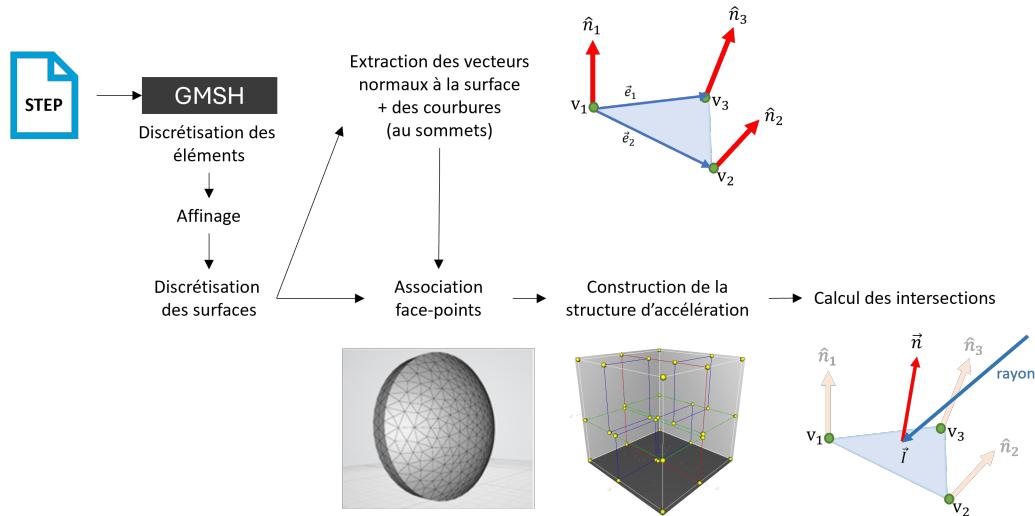 STEP
GMSH
Discrétisation des
éléments
Affinage
Discrétisation
des surfaces
Extraction des vecteurs
normaux à la surface
+ des courbures
(au sommets)
Association
face-points
Construction de la
structure d’accélération
Calcul des intersections
n̂₁
n̂₃
n̂₂
v₁
e⃗₁
v₃
e⃗₂
v₂
n̂₁
n⃗
n̂₃
rayon
v₁
v₃
I⃗
n̂₂
v₂